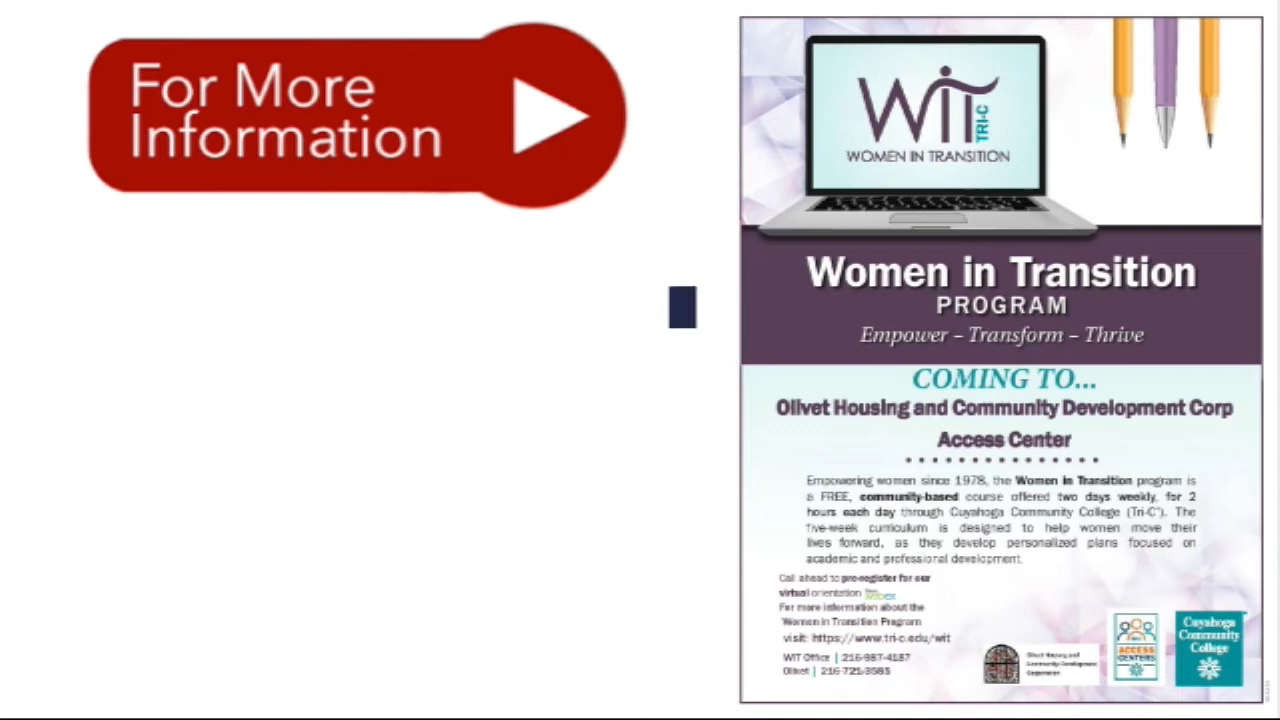 For More
Information
WIT
TRI-C
WOMEN IN TRANSITION
Women in Transition
PROGRAM
Empower – Transform – Thrive
COMING TO...
Olivet Housing and Community Development Corp
Access Center
Empowering women since 1978, the Women in Transition program is
a FREE, community-based course offered two days weekly, for 2
hours each day through Cuyahoga Community College (Tri-C®). The
five-week curriculum is designed to help women move their
lives forward, as they develop personalized plans focused on
academic and professional development.
Call ahead to pre-register for our
virtual orientation
For more information about the
Women in Transition Program
visit: https://www.tri-c.edu/wit
WIT Office | 216-987-4187
Olivet | 216-721-3585
Olivet Housing and
Community Development
Corporation
ACCESS
CENTERS
Cuyahoga
Community
College